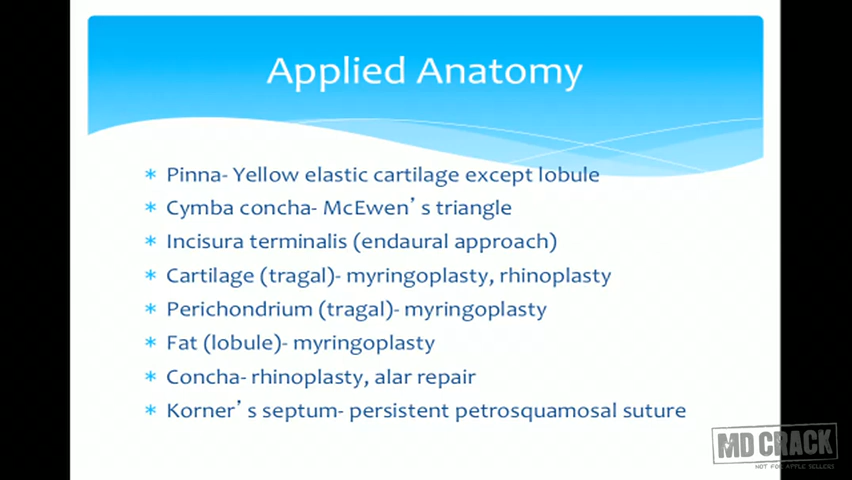 Applied Anatomy
* Pinna- Yellow elastic cartilage except lobule
* Cymba concha- McEwen's triangle
* Incisura terminalis (endaural approach)
* Cartilage (tragal)- myringoplasty, rhinoplasty
* Perichondrium (tragal)- myringoplasty
* Fat (lobule)- myringoplasty
* Concha- rhinoplasty, alar repair
* Korner's septum- persistent petrosquamosal suture
MD CRACK
NOT FOR APPLE SELLERS